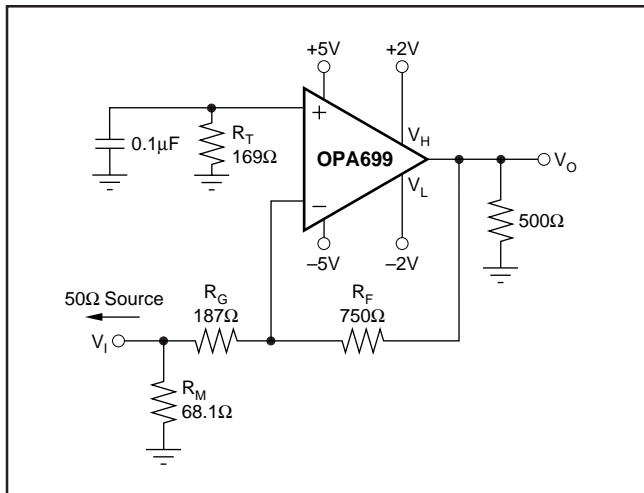 +5V
+2V
0.1μF
R_T
169Ω
+
OPA699
V_H
V_L
V_O
−
500Ω
−5V
−2V
50Ω Source
R_G
187Ω
R_F
750Ω
V_I
R_M
68.1Ω